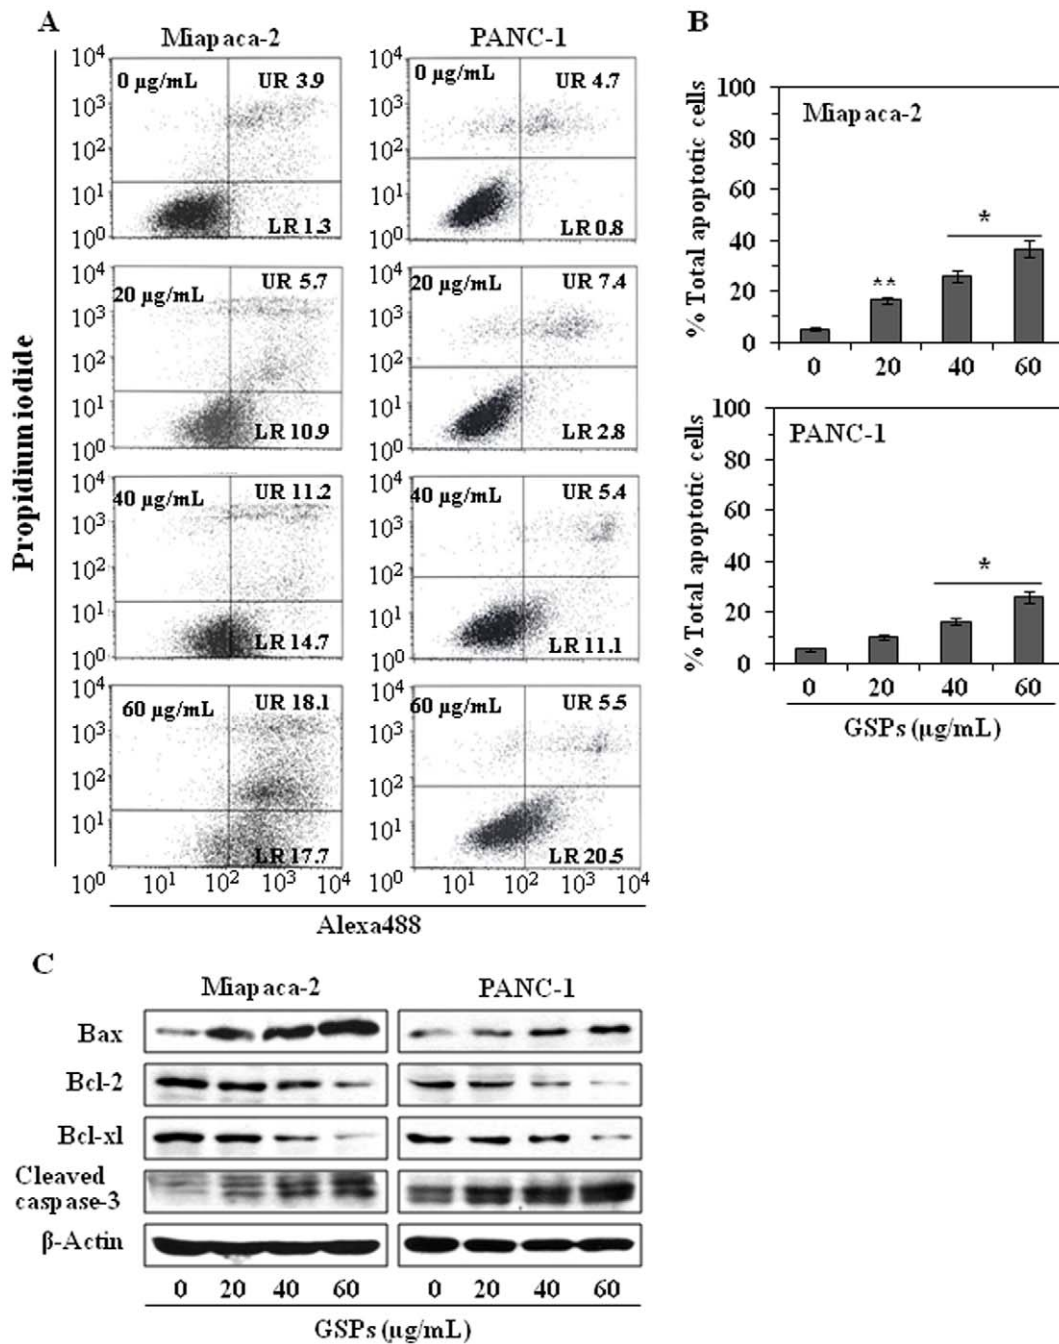 A
Miapaca-2
PANC-1
Propidium iodide
10⁴
10³
10²
10¹
10⁰
0 µg/mL
UR 3.9
LR 1.3
10⁴
10³
10²
10¹
10⁰
0 µg/mL
UR 4.7
LR 0.8
10⁴
10³
10²
10¹
10⁰
20 µg/mL
UR 5.7
LR 10.9
10⁴
10³
10²
10¹
10⁰
20 µg/mL
UR 7.4
LR 2.8
10⁴
10³
10²
10¹
10⁰
40 µg/mL
UR 11.2
LR 14.7
10⁴
10³
10²
10¹
10⁰
40 µg/mL
UR 5.4
LR 11.1
10⁴
10³
10²
10¹
60 µg/mL
UR 18.1
LR 17.7
10⁴
10³
10²
10¹
60 µg/mL
UR 5.5
LR 20.5
10⁰ 10¹ 10² 10³ 10⁴
10⁰ 10¹ 10² 10³ 10⁴
Alexa488
B
% Total apoptotic cells
100
80
60
40
20
0
Miapaca-2
**
*
0 20 40 60
% Total apoptotic cells
100
80
60
40
20
0
PANC-1
*
0 20 40 60
GSPs (µg/mL)
C
Miapaca-2
PANC-1
Bax
Bcl-2
Bcl-xl
Cleaved
caspase-3
β-Actin
0 20 40 60
0 20 40 60
GSPs (µg/mL)